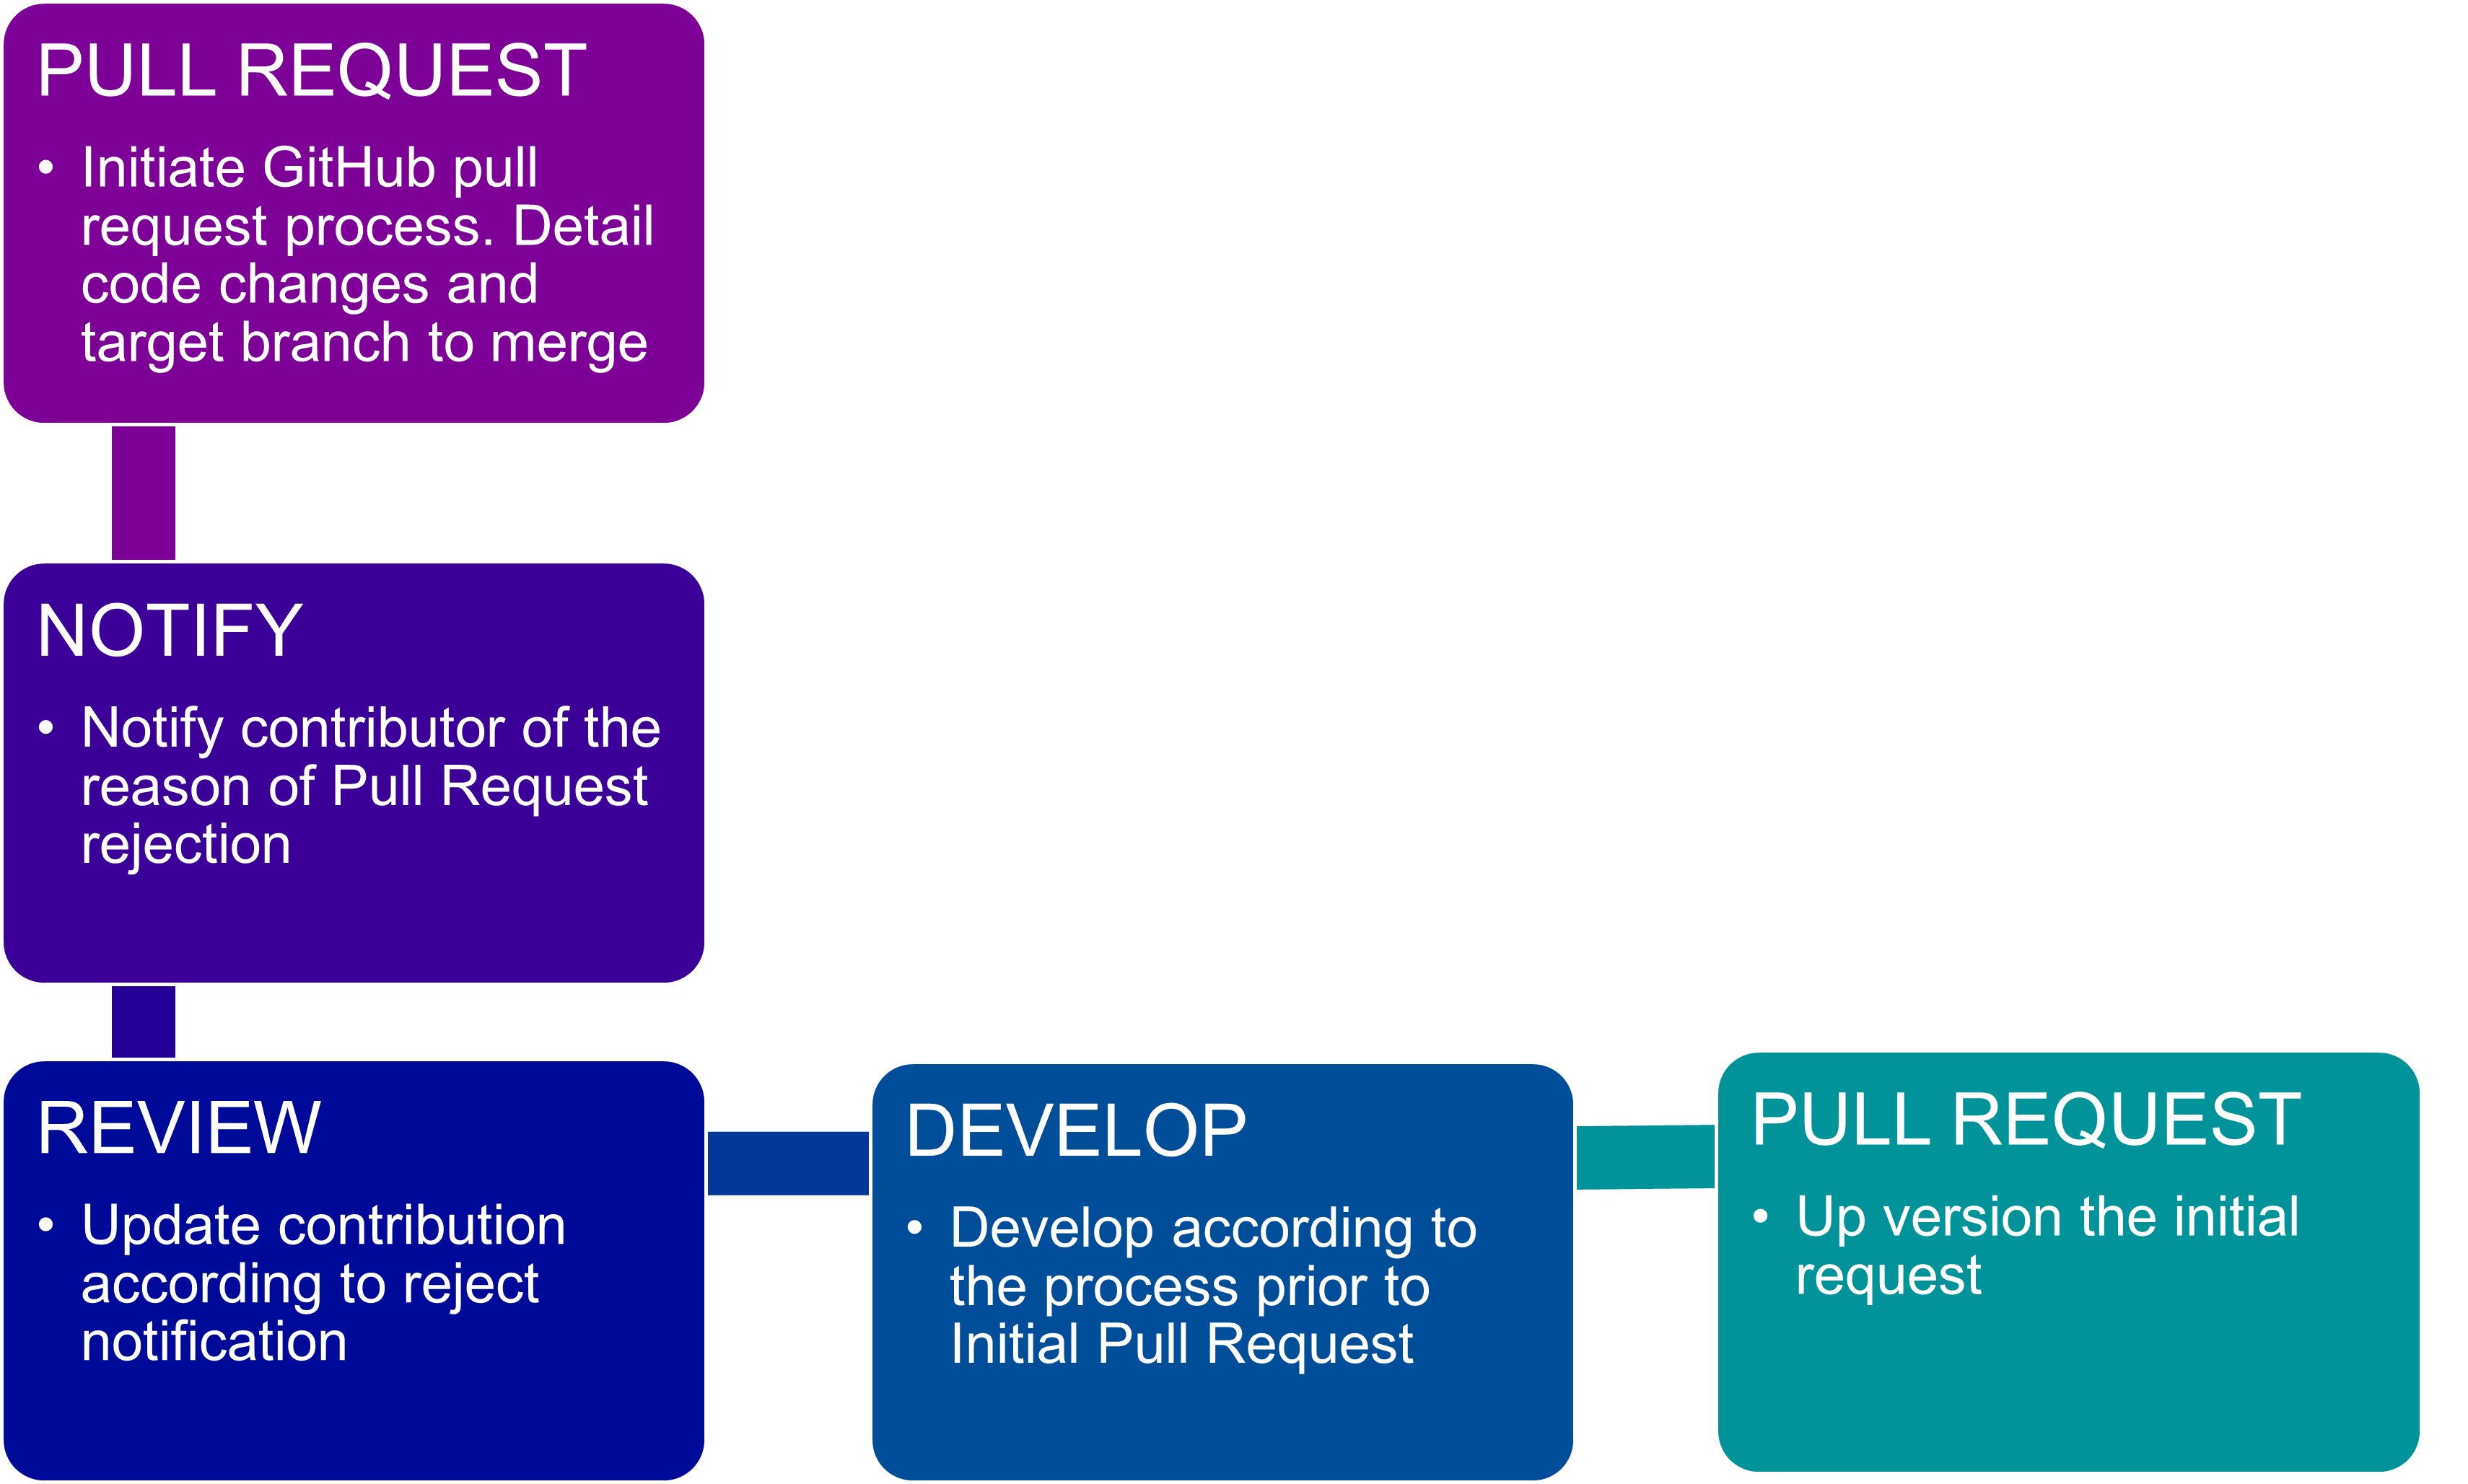 PULL REQUEST
• Initiate GitHub pull
request process. Detail
code changes and
target branch to merge
NOTIFY
• Notify contributor of the
reason of Pull Request
rejection
REVIEW
• Update contribution
according to reject
notification
DEVELOP
• Develop according to
the process prior to
Initial Pull Request
PULL REQUEST
• Up version the initial
request